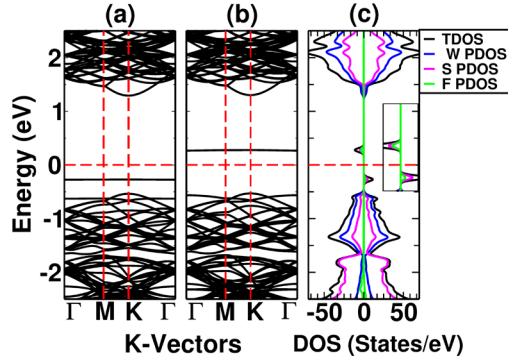 (a) (b) (c)
TDOS
W PDOS
S PDOS
F PDOS
Energy (eV)
2
1
0
-1
-2
Γ M K Γ Γ M K Γ
-50 0 50
K-Vectors DOS (States/eV)